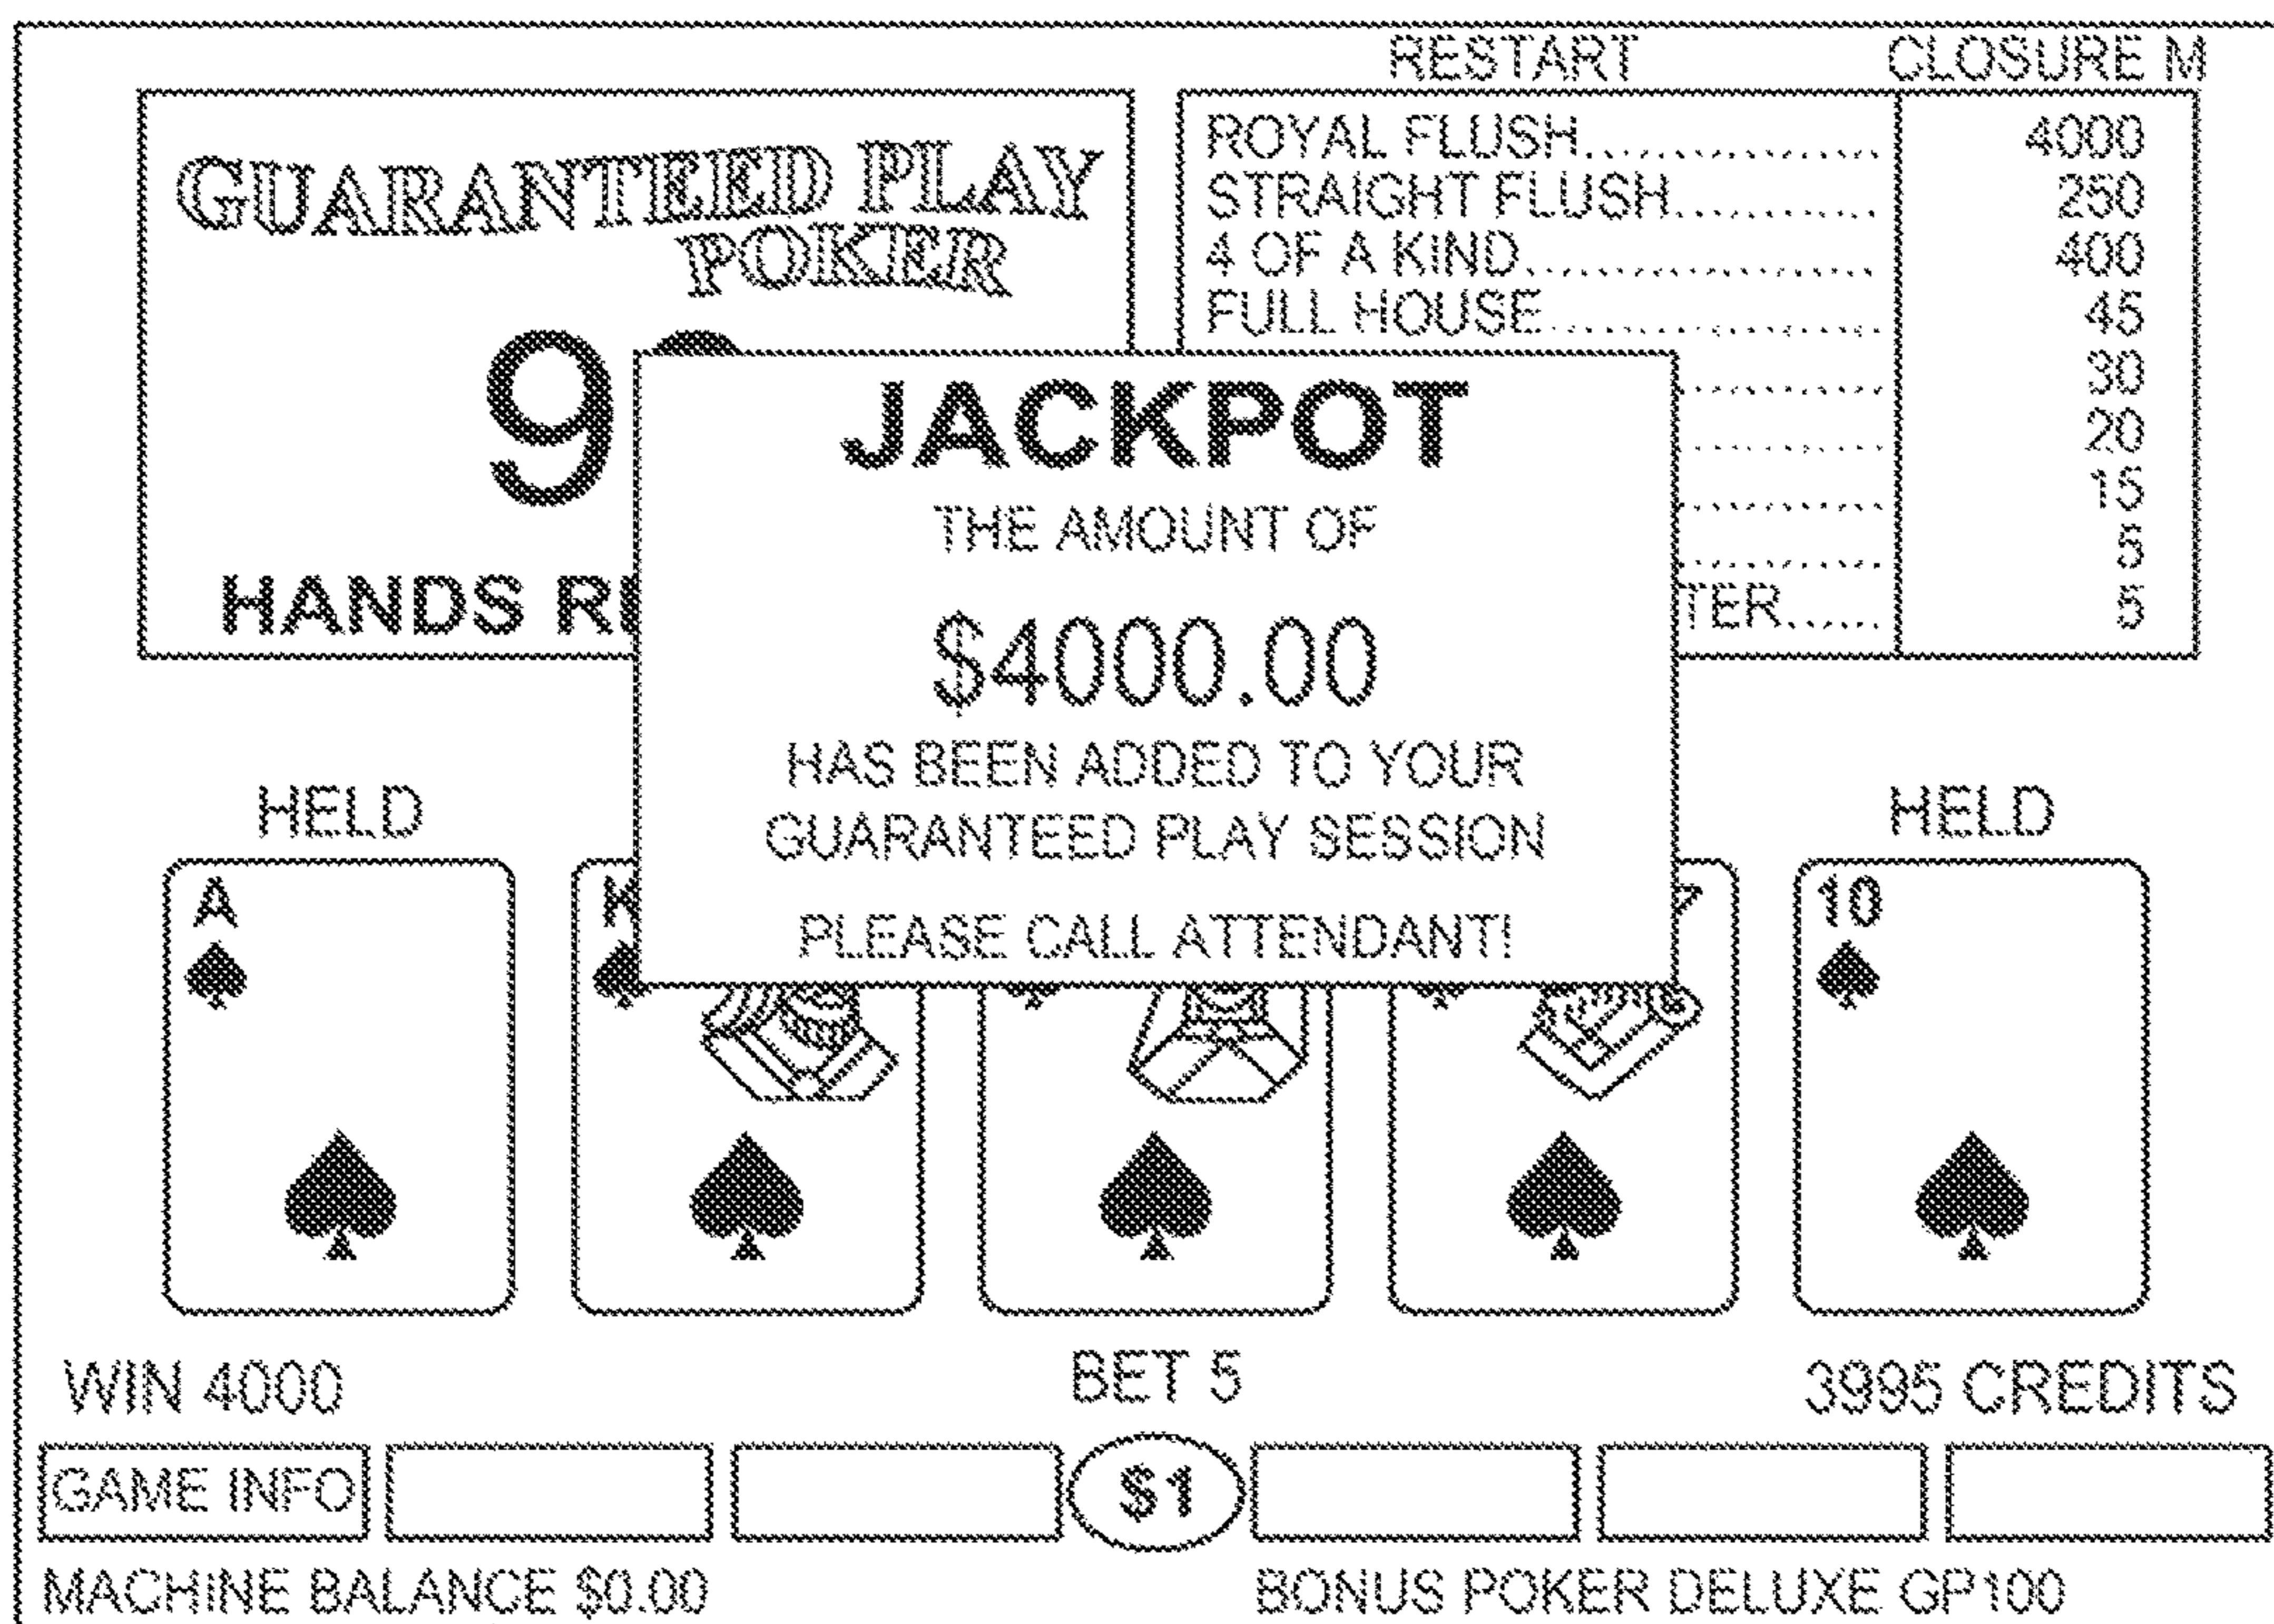 RESTART CLOSURE M
GUARANTEED PLAY
POKER
9
HANDS R
ROYAL FLUSH................ 4000
STRAIGHT FLUSH........... 250
4 OF A KIND................... 400
FULL HOUSE.................. 45
30
20
15
5
TER...... 5
JACKPOT
THE AMOUNT OF
$4000.00
HAS BEEN ADDED TO YOUR
GUARANTEED PLAY SESSION
PLEASE CALL ATTENDANT!
HELD HELD
A K 10
WIN 4000 BET 5 3995 CREDITS
GAME INFO $1
MACHINE BALANCE $0.00 BONUS POKER DELUXE GP100